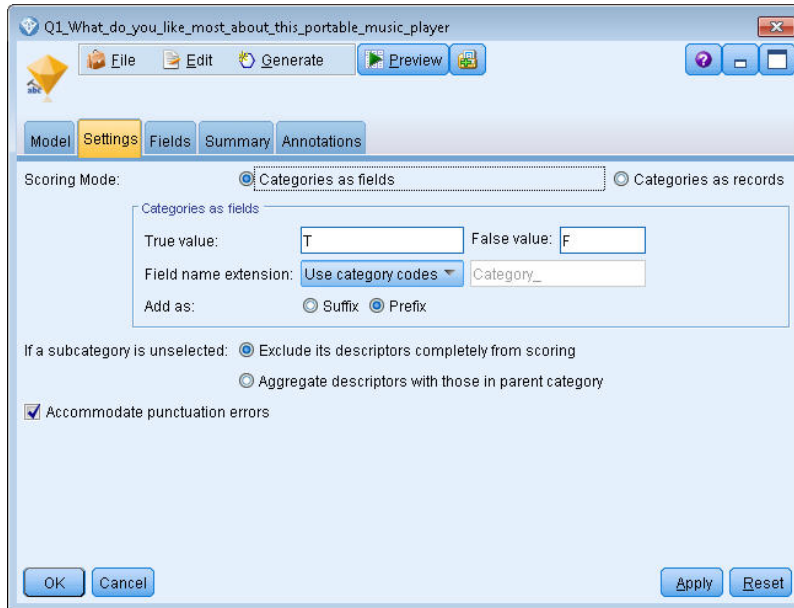 Q1_What_do_you_like_most_about_this_portable_music_player
File Edit Generate Preview
abc
Model Settings Fields Summary Annotations
Scoring Mode: Categories as fields Categories as records
Categories as fields
True value: T False value: F
Field name extension: Use category codes Category_
Add as: Suffix Prefix
If a subcategory is unselected: Exclude its descriptors completely from scoring
Aggregate descriptors with those in parent category
Accommodate punctuation errors
OK Cancel Apply Reset